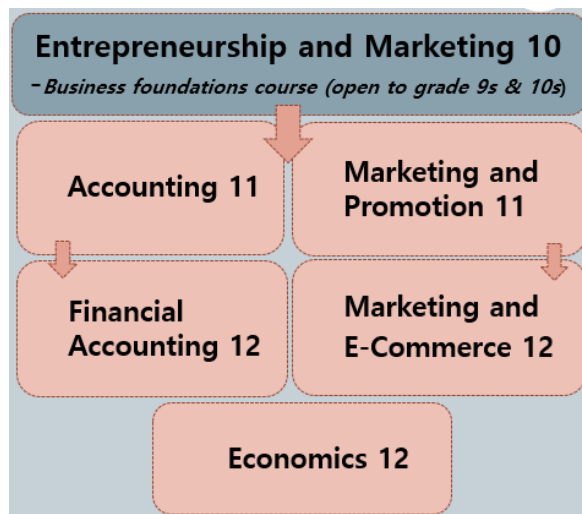 Entrepreneurship and Marketing 10
-Business foundations course (open to grade 9s & 10s)
Accounting 11
Marketing and
Promotion 11
Financial
Accounting 12
Marketing and
E-Commerce 12
Economics 12